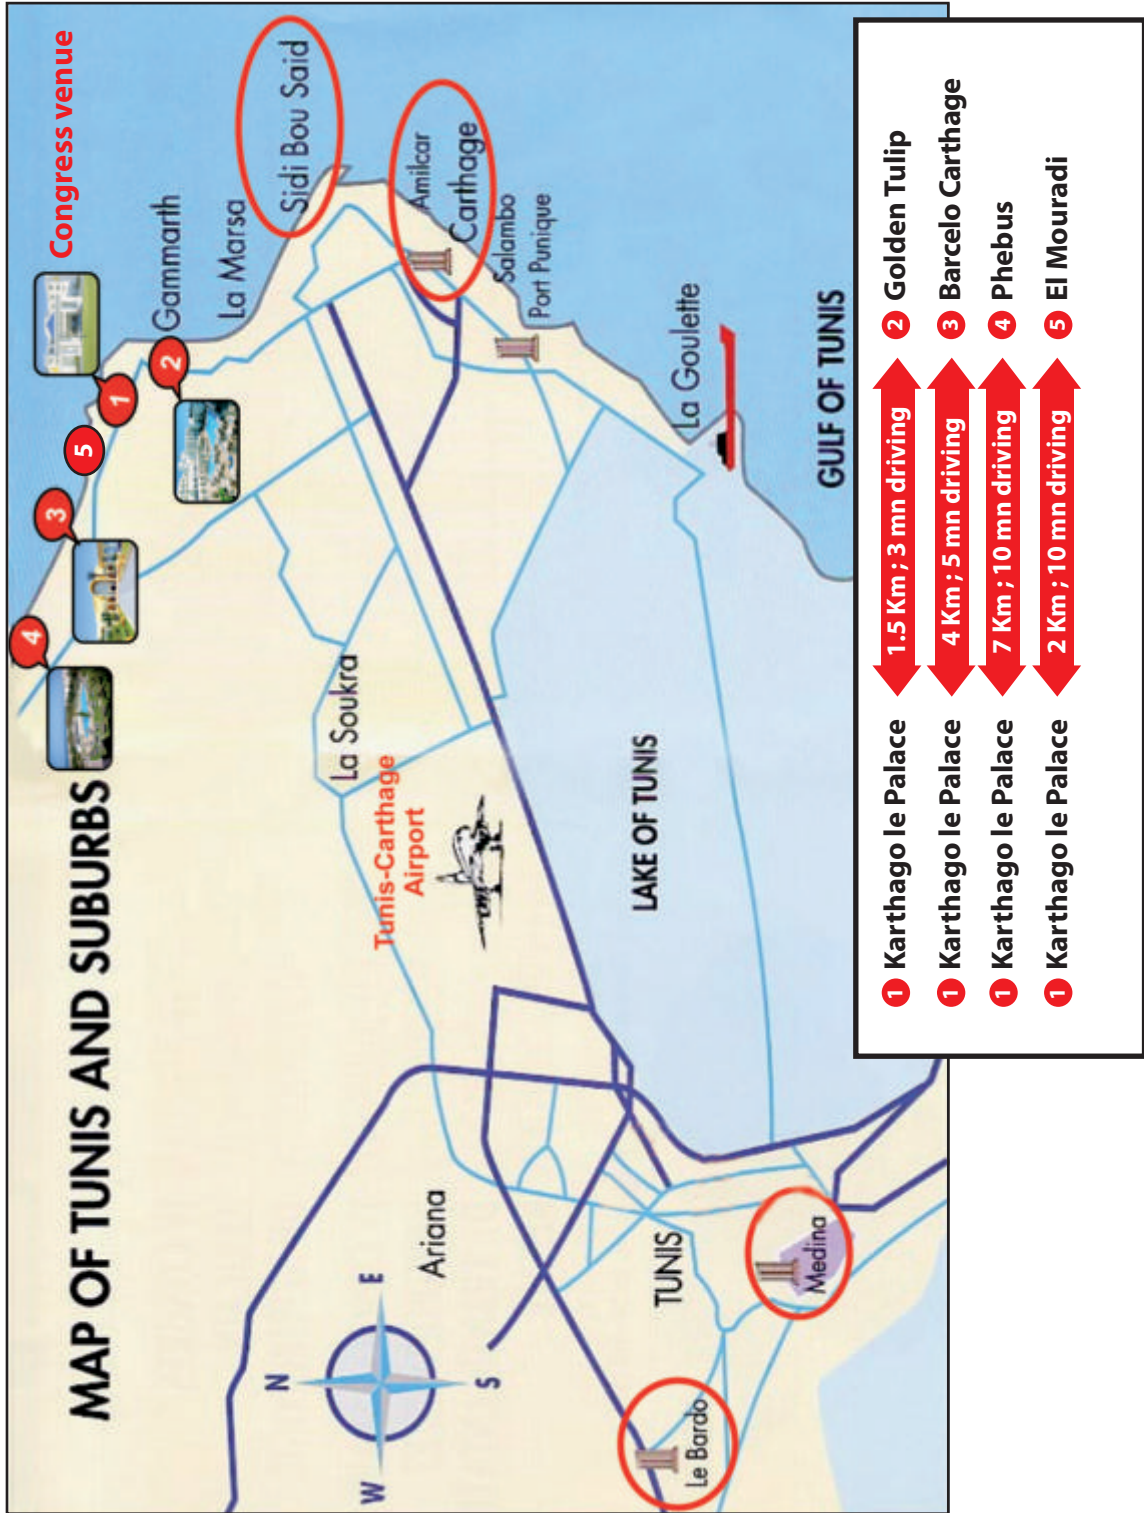 MAP OF TUNIS AND SUBURBS
Congress venue
4
3
5
1
2
Gammarth
La Marsa
Sidi Bou Said
Amilcar
Carthage
Salambo
Port Punique
La Goulette
GULF OF TUNIS
La Soukra
Tunis-Carthage
Airport
LAKE OF TUNIS
N
W
E
S
Ariana
TUNIS
Medina
Le Bardo
1 Karthago le Palace 1.5 Km ; 3 mn driving 2 Golden Tulip
1 Karthago le Palace 4 Km ; 5 mn driving 3 Barcelo Carthage
1 Karthago le Palace 7 Km ; 10 mn driving 4 Phebus
1 Karthago le Palace 2 Km ; 10 mn driving 5 El Mouradi